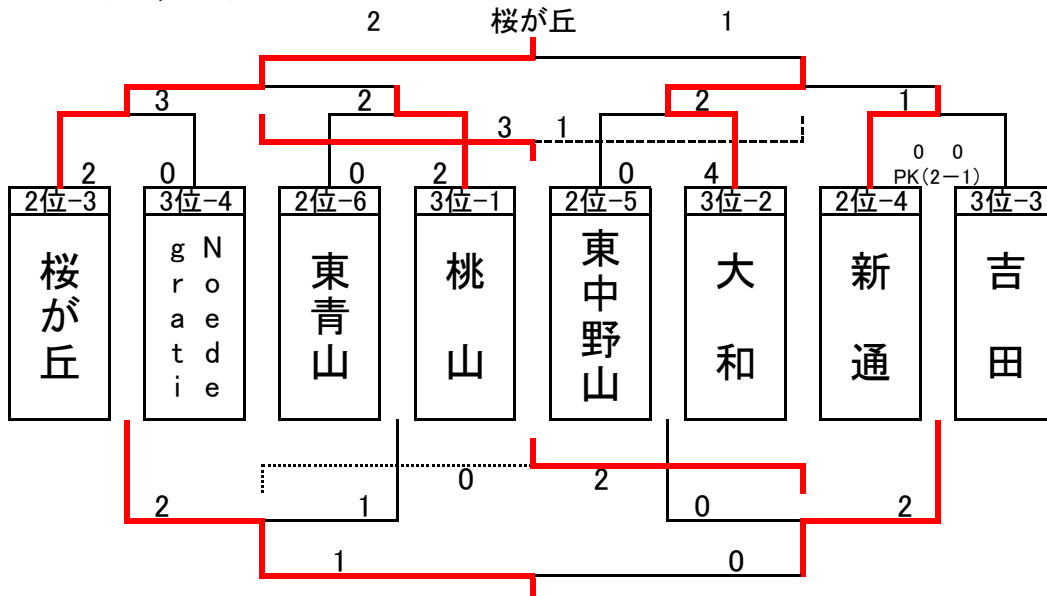 2 桜が丘 1
3 2 2 1
3 1
2 0 0 2 0 4 0 0
PK(2－1)
2位-3 3位-4 2位-6 3位-1 2位-5 3位-2 2位-4 3位-3
桜が丘
Noedegrati
東青山
桃山
東中野山
大和
新通
吉田
0 2
2 1 0 2
1 0